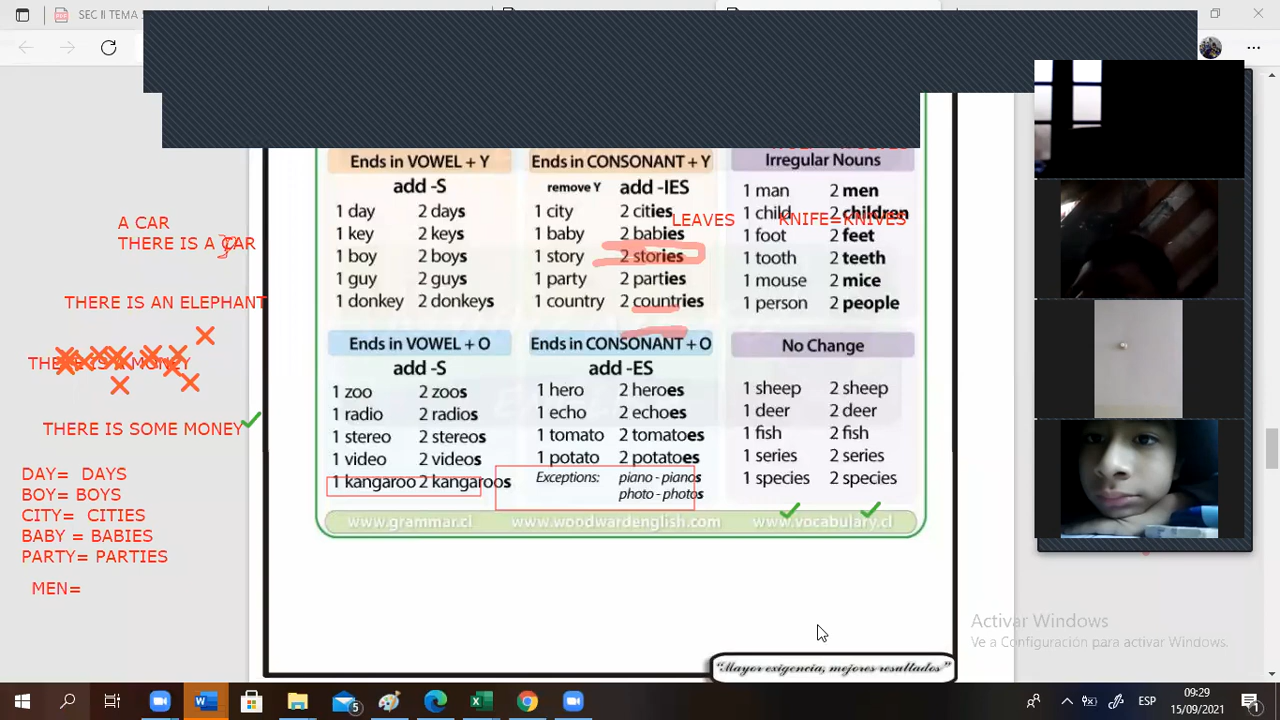 SEC II TEMA
Ends in VOWEL + Y
add -S
1 day 2 days
1 key 2 keys
1 boy 2 boys
1 guy 2 guys
1 donkey 2 donkeys
Ends in CONSONANT + Y
remove Y add -IES
1 city 2 cities
1 baby 2 babies
1 story 2 stories
1 party 2 parties
1 country 2 countries
LEAVES
Irregular Nouns
1 man 2 men
1 child 2 children
KNIFE=KNIVES
1 foot 2 feet
1 tooth 2 teeth
1 mouse 2 mice
1 person 2 people
Ends in VOWEL + O
add -S
1 zoo 2 zoos
1 radio 2 radios
1 stereo 2 stereos
1 video 2 videos
1 kangaroo 2 kangaroos
Ends in CONSONANT + O
add -ES
1 hero 2 heroes
1 echo 2 echoes
1 tomato 2 tomatoes
1 potato 2 potatoes
Exceptions: piano - pianos
photo - photos
No Change
1 sheep 2 sheep
1 deer 2 deer
1 fish 2 fish
1 series 2 series
1 species 2 species
www.grammar.cl www.woodwardenglish.com www.vocabulary.cl
A CAR
THERE IS A CAR
THERE IS AN ELEPHANT
THERE IS A MONEY
THERE IS SOME MONEY
DAY= DAYS
BOY= BOYS
CITY= CITIES
BABY = BABIES
PARTY= PARTIES
MEN=
"Mayor exigencia, mejores resultados"
Activar Windows
Ve a Configuración para activar Windows.
5
ESP
09:29
15/09/2021
1